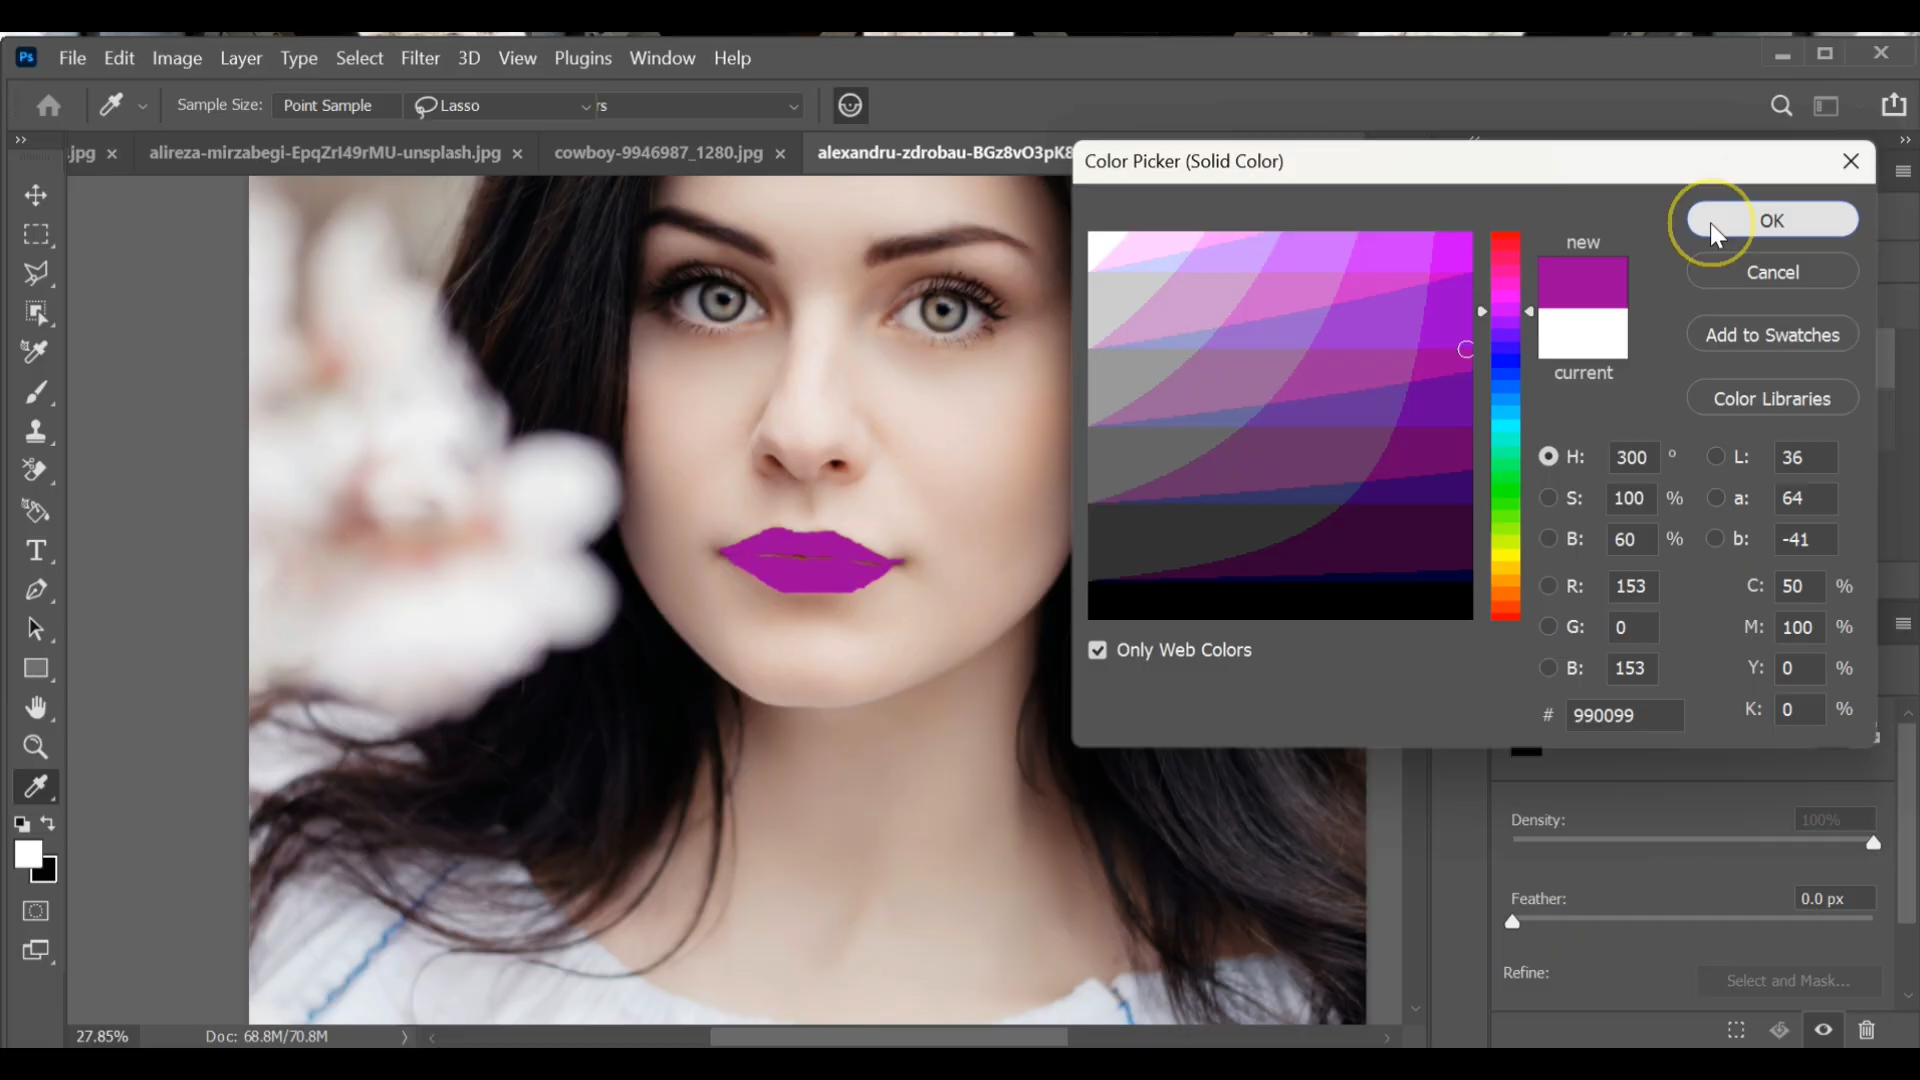 Ps File Edit Image Layer Type Select Filter 3D View Plugins Window Help
Sample Size: Point Sample Lasso rs
.jpg × alireza-mirzabegi-EpqZrI49rMU-unsplash.jpg × cowboy-9946987_1280.jpg × alexandru-zdrobau-BGz8vO3pK8
Color Picker (Solid Color)
OK
new
Cancel
Add to Swatches
current
Color Libraries
H: 300 ° L: 36
S: 100 % a: 64
B: 60 % b: -41
R: 153 C: 50 %
G: 0 M: 100 %
B: 153 Y: 0 %
# 990099 K: 0 %
Only Web Colors
Density: 100%
Feather: 0.0 px
Refine: Select and Mask...
27.85% Doc: 68.8M/70.8M